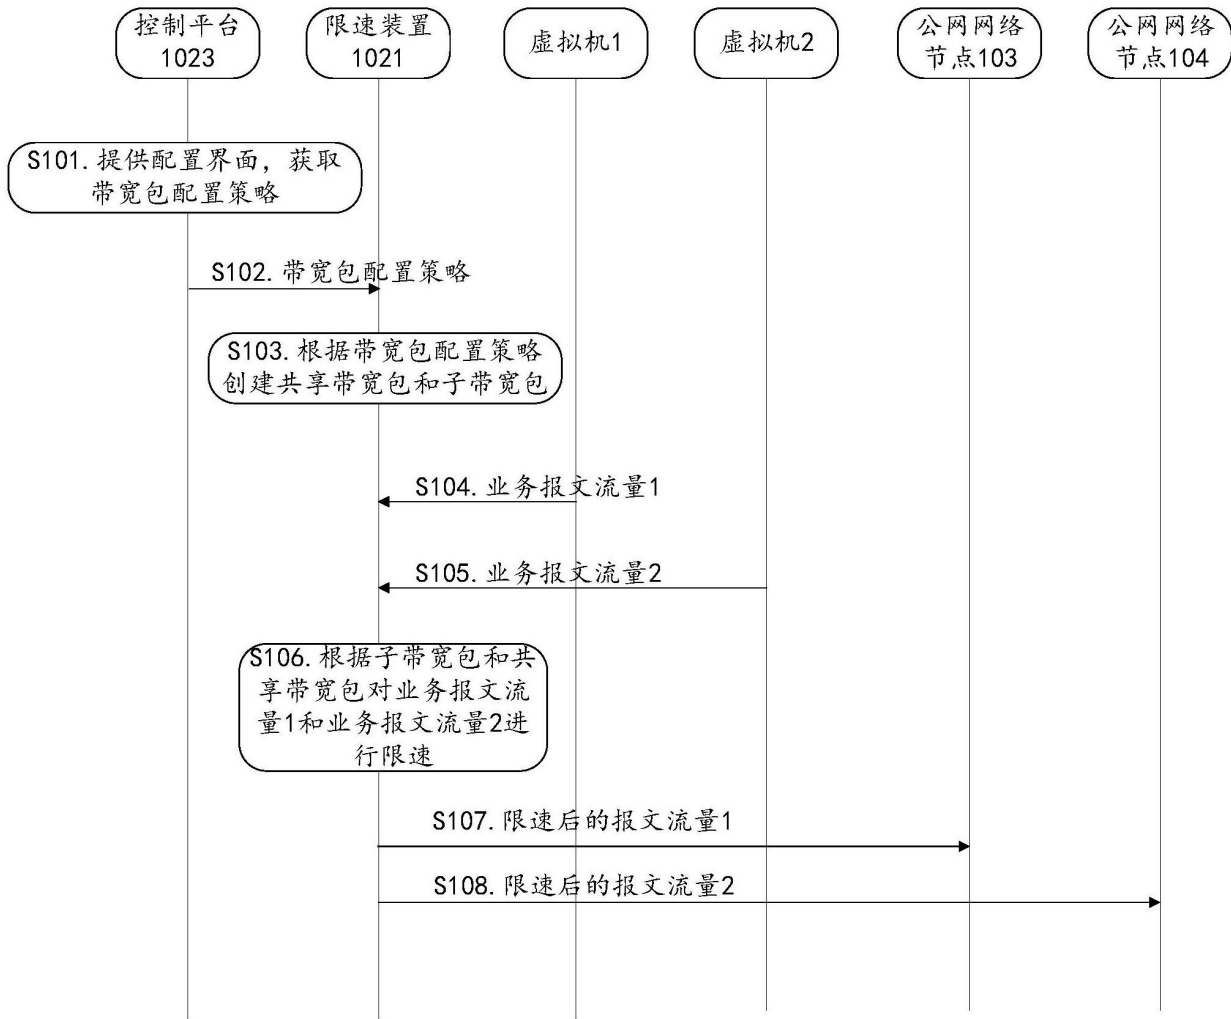 控制平台
1023
限速装置
1021
虚拟机1
虚拟机2
公网网络
节点103
公网网络
节点104
S101.提供配置界面，获取
带宽包配置策略
S102.带宽包配置策略
S103.根据带宽包配置策略
创建共享带宽包和子带宽包
S104.业务报文流量1
S105.业务报文流量2
S106.根据子带宽包和共
享带宽包对业务报文流
量1和业务报文流量2进
行限速
S107.限速后的报文流量1
S108.限速后的报文流量2